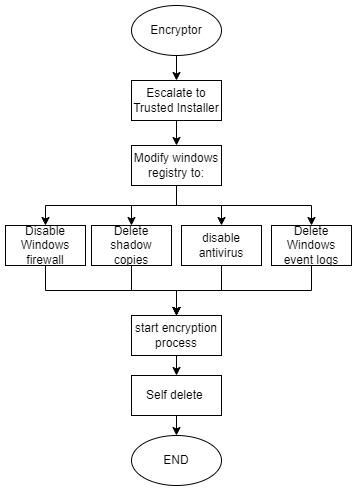 Encryptor
Escalate to
Trusted Installer
Modify windows
registry to:
Disable
Windows
firewall
Delete
shadow
copies
disable
antivirus
Delete
Windows
event logs
start encryption
process
Self delete
END